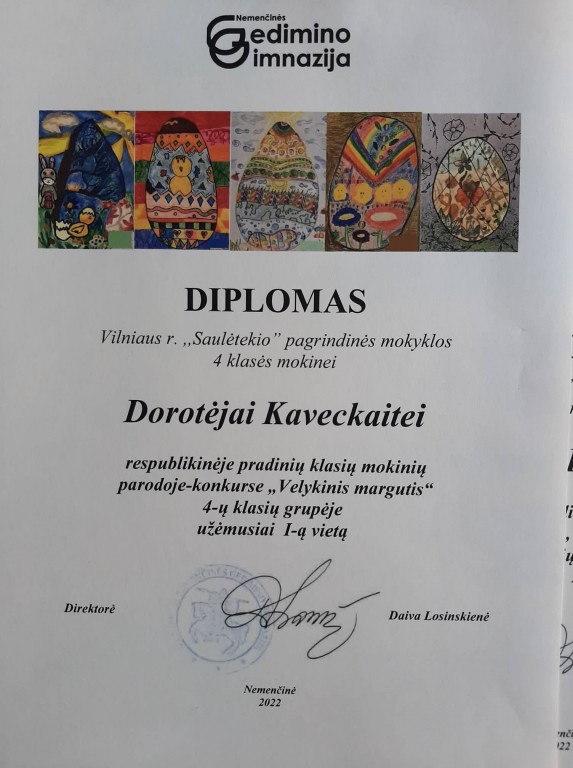 Nemenčinės
Gedimino
Gimnazija
DIPLOMAS
Vilniaus r. ,,Saulėtekio” pagrindinės mokyklos
4 klasės mokinei
Dorotėjai Kaveckaitei
respublikinėje pradinių klasių mokinių
parodoje-konkurse „Velykinis margutis“
4-ų klasių grupėje
užėmusiai I-ą vietą
Direktorė
Daiva Losinskienė
Nemenčinė
2022